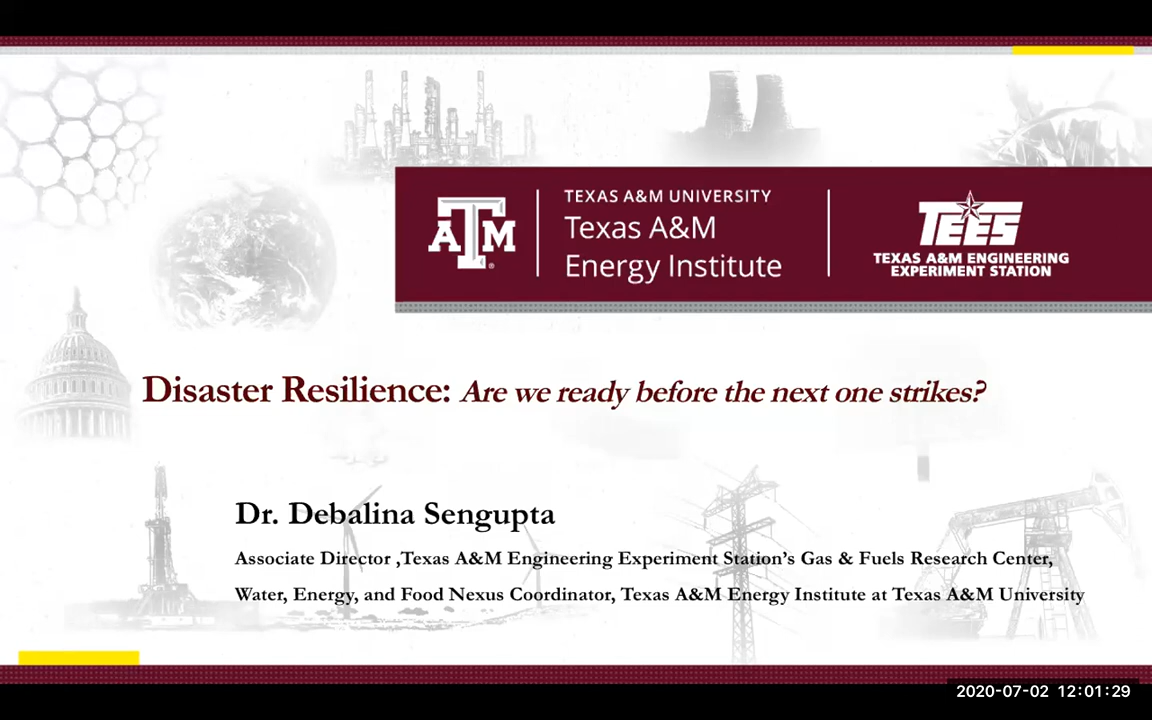 TEXAS A&M UNIVERSITY
Texas A&M
Energy Institute
A
T
M
®
TEES
TEXAS A&M ENGINEERING
EXPERIMENT STATION
Disaster Resilience: Are we ready before the next one strikes?
Dr. Debalina Sengupta
Associate Director ,Texas A&M Engineering Experiment Station's Gas & Fuels Research Center,
Water, Energy, and Food Nexus Coordinator, Texas A&M Energy Institute at Texas A&M University
2020-07-02 12:01:29